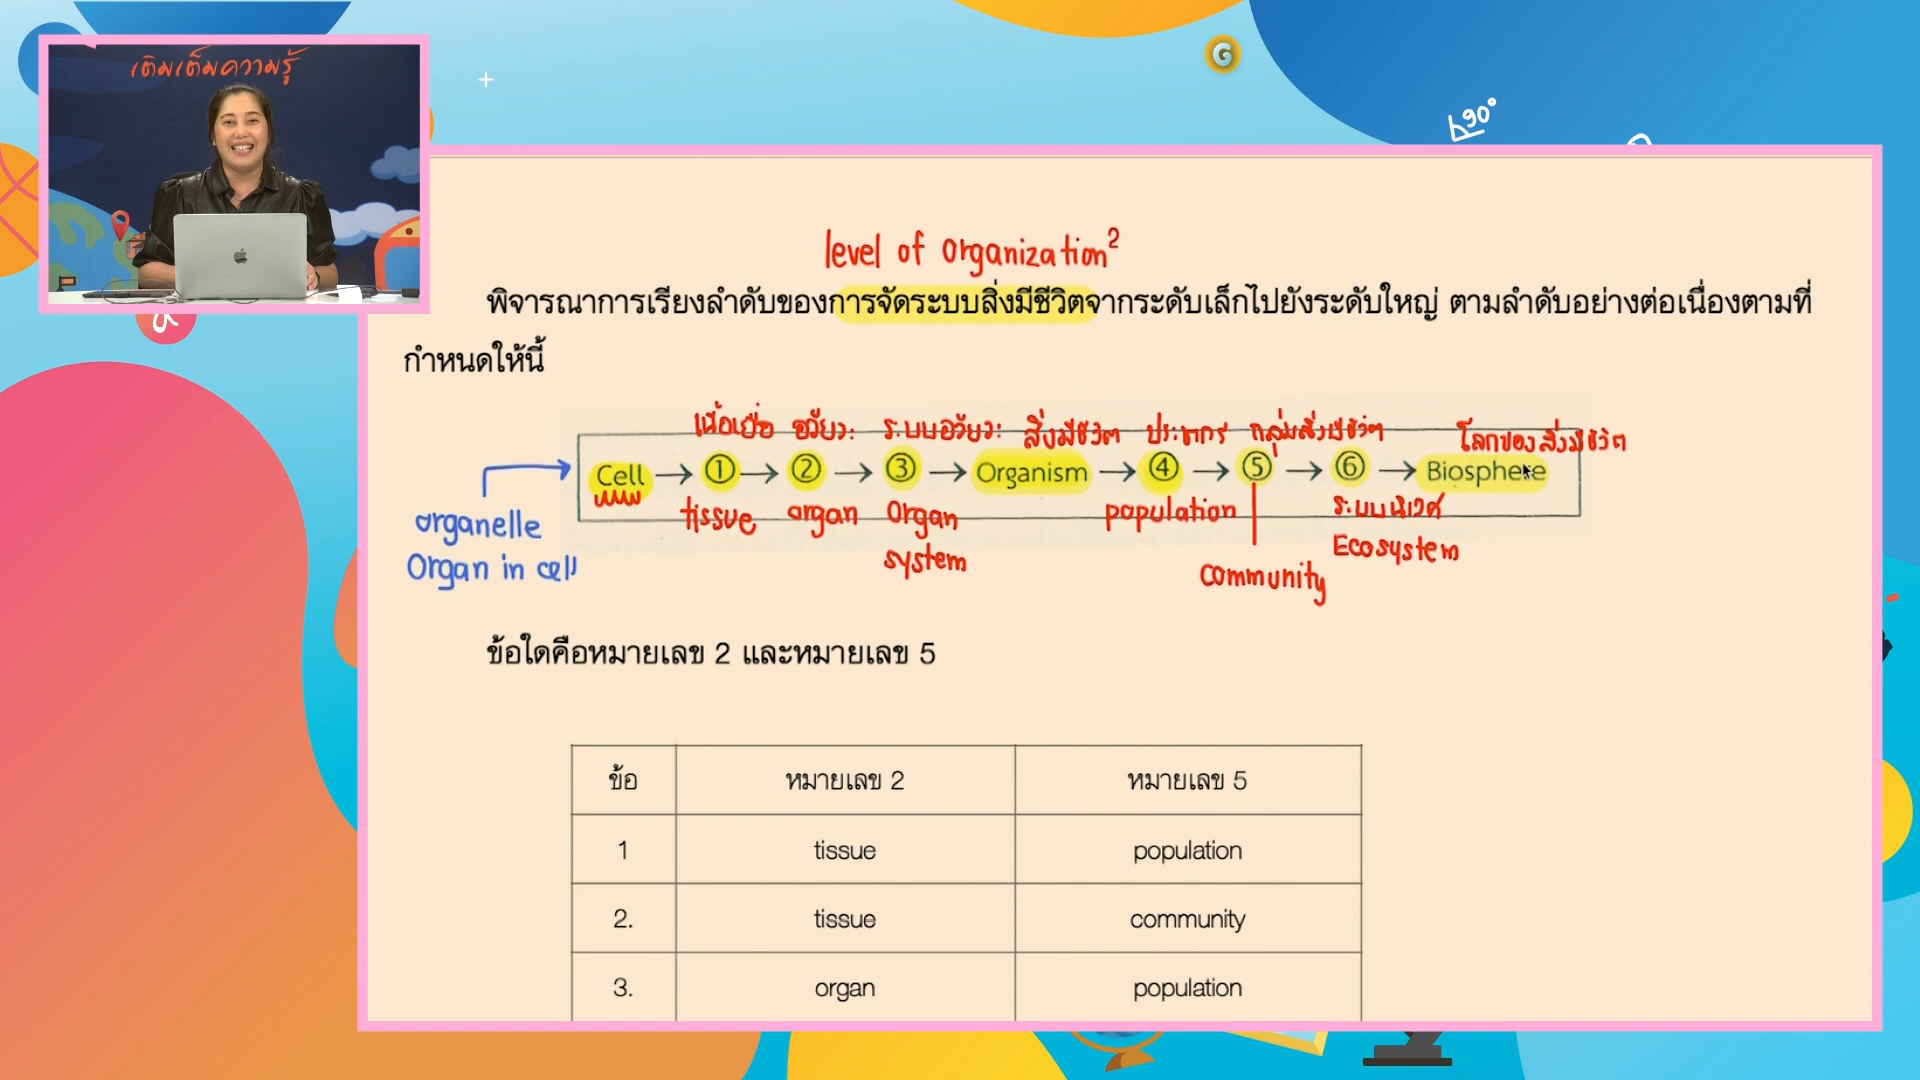 เติมเต็มความรู้
90°
level of organization²
พิจารณาการเรียงลำดับของการจัดระบบสิ่งมีชีวิตจากระดับเล็กไปยังระดับใหญ่ ตามลำดับอย่างต่อเนื่องตามที่
กำหนดให้นี้
เนื้อเยื่อ อวัยวะ ระบบอวัยวะ สิ่งมีชีวิต ประชากร กลุ่มสิ่งมีชีวิต โลกของสิ่งมีชีวิต
Cell → ① → ② → ③ → Organism → ④ → ⑤ → ⑥ → Biosphere
tissue organ Organ system population community ระบบนิเวศ Ecosystem
organelle
Organ in cell
ข้อใดคือหมายเลข 2 และหมายเลข 5
ข้อ หมายเลข 2 หมายเลข 5
1 tissue population
2. tissue community
3. organ population